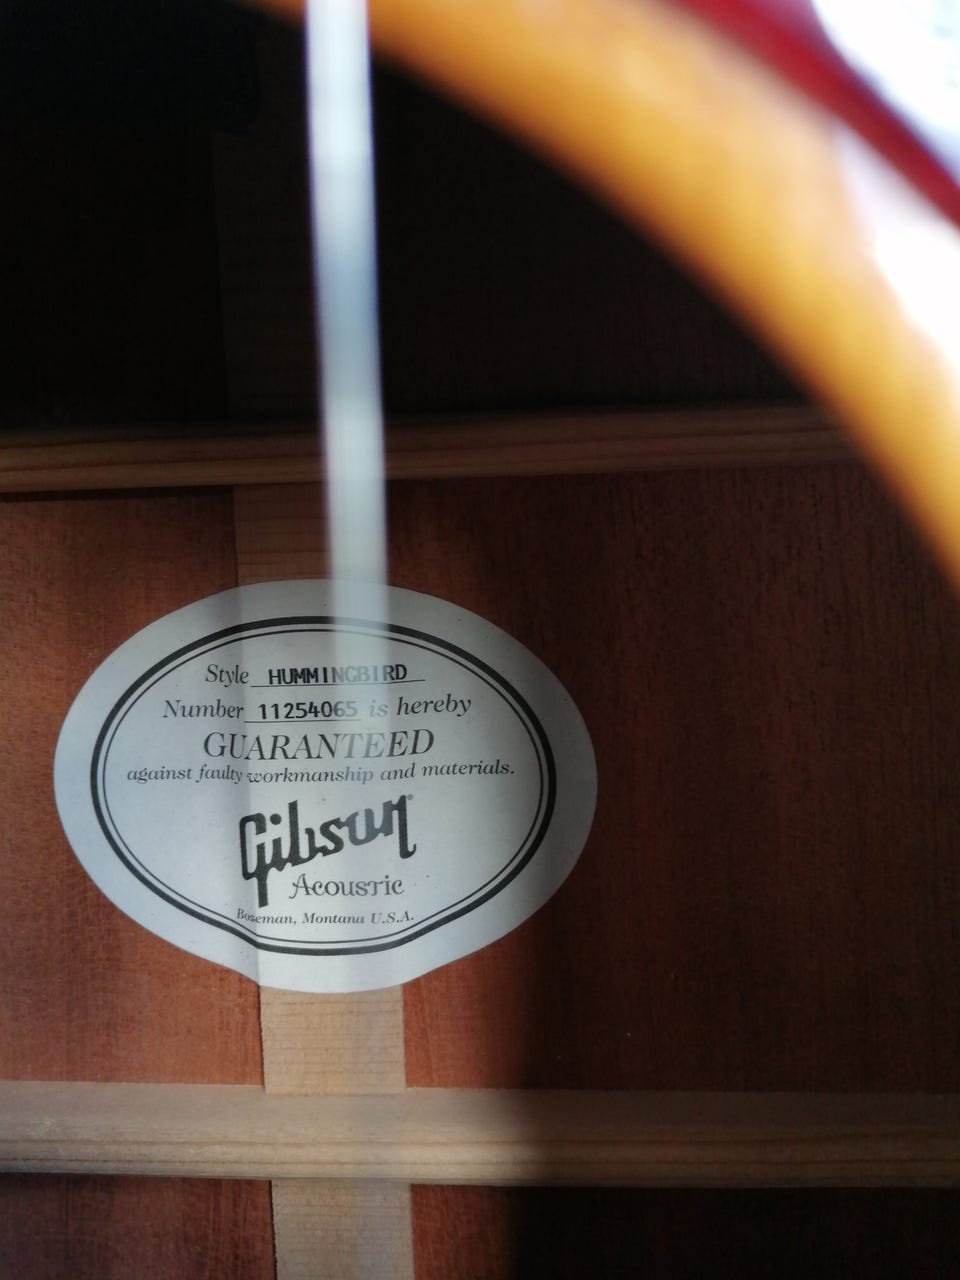 Style HUMMINGBIRD
Number 11254065 is hereby
GUARANTEED
against faulty workmanship and materials.
Gibson
Acoustic
Bozeman, Montana U.S.A.